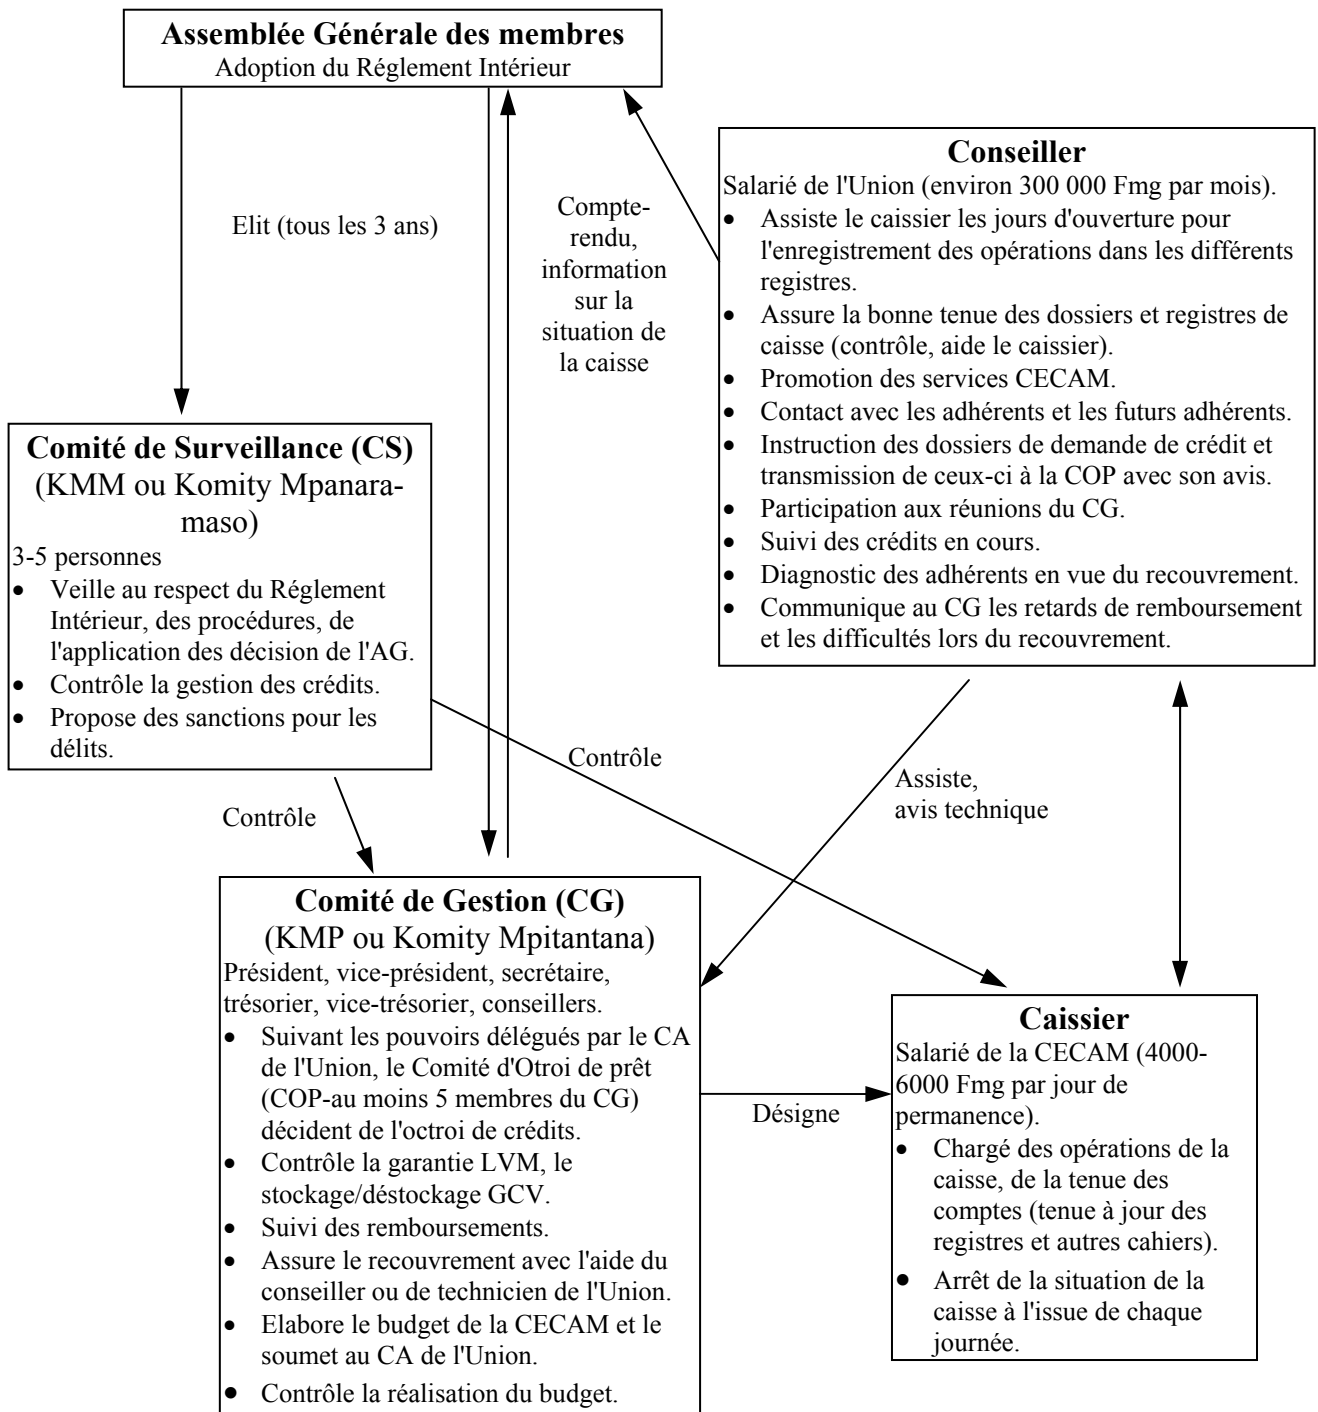 Assemblée Générale des membres
Adoption du Réglement Intérieur
Elit (tous les 3 ans)
Compte-
rendu,
information
sur la
situation de
la caisse
Conseiller
Salarié de l'Union (environ 300 000 Fmg par mois).
• Assiste le caissier les jours d'ouverture pour
l'enregistrement des opérations dans les différents
registres.
• Assure la bonne tenue des dossiers et registres de
caisse (contrôle, aide le caissier).
• Promotion des services CECAM.
• Contact avec les adhérents et les futurs adhérents.
• Instruction des dossiers de demande de crédit et
transmission de ceux-ci à la COP avec son avis.
• Participation aux réunions du CG.
• Suivi des crédits en cours.
• Diagnostic des adhérents en vue du recouvrement.
• Communique au CG les retards de remboursement
et les difficultés lors du recouvrement.
Comité de Surveillance (CS)
(KMM ou Komity Mpanara-
maso)
3-5 personnes
• Veille au respect du Réglement
Intérieur, des procédures, de
l'application des décision de l'AG.
• Contrôle la gestion des crédits.
• Propose des sanctions pour les
délits.
Contrôle
Contrôle
Assiste,
avis technique
Comité de Gestion (CG)
(KMP ou Komity Mpitantana)
Président, vice-président, secrétaire,
trésorier, vice-trésorier, conseillers.
• Suivant les pouvoirs délégués par le CA
de l'Union, le Comité d'Otroi de prêt
(COP-au moins 5 membres du CG)
décident de l'octroi de crédits.
• Contrôle la garantie LVM, le
stockage/déstockage GCV.
• Suivi des remboursements.
• Assure le recouvrement avec l'aide du
conseiller ou de technicien de l'Union.
• Elabore le budget de la CECAM et le
soumet au CA de l'Union.
• Contrôle la réalisation du budget.
Désigne
Caissier
Salarié de la CECAM (4000-
6000 Fmg par jour de
permanence).
• Chargé des opérations de la
caisse, de la tenue des
comptes (tenue à jour des
registres et autres cahiers).
• Arrêt de la situation de la
caisse à l'issue de chaque
journée.